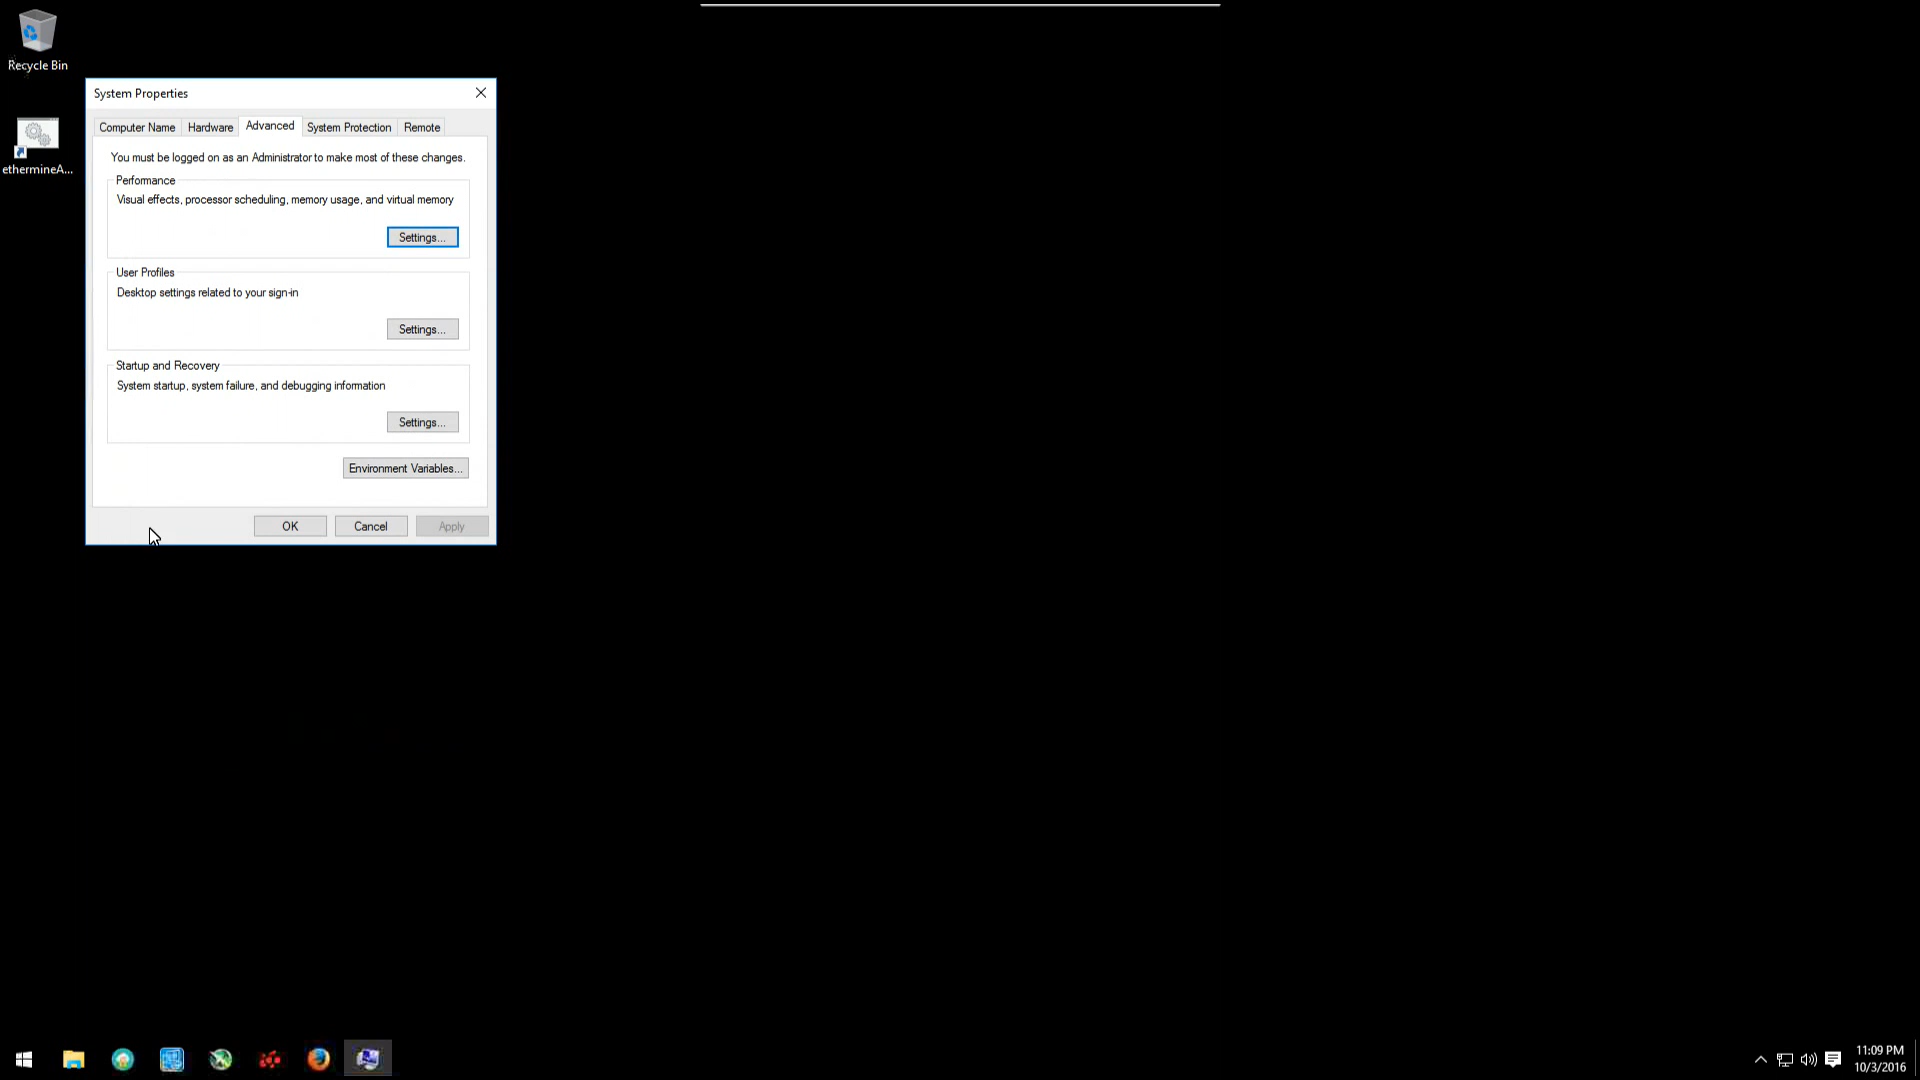 Recycle Bin
ethermineA...
System Properties
Computer Name
Hardware
Advanced
System Protection
Remote
You must be logged on as an Administrator to make most of these changes.
Performance
Visual effects, processor scheduling, memory usage, and virtual memory
Settings...
User Profiles
Desktop settings related to your sign-in
Settings...
Startup and Recovery
System startup, system failure, and debugging information
Settings...
Environment Variables...
OK
Cancel
Apply
11:09 PM
10/3/2016